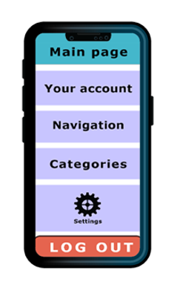 Main page
Your account
Navigation
Categories
Settings
LOG OUT